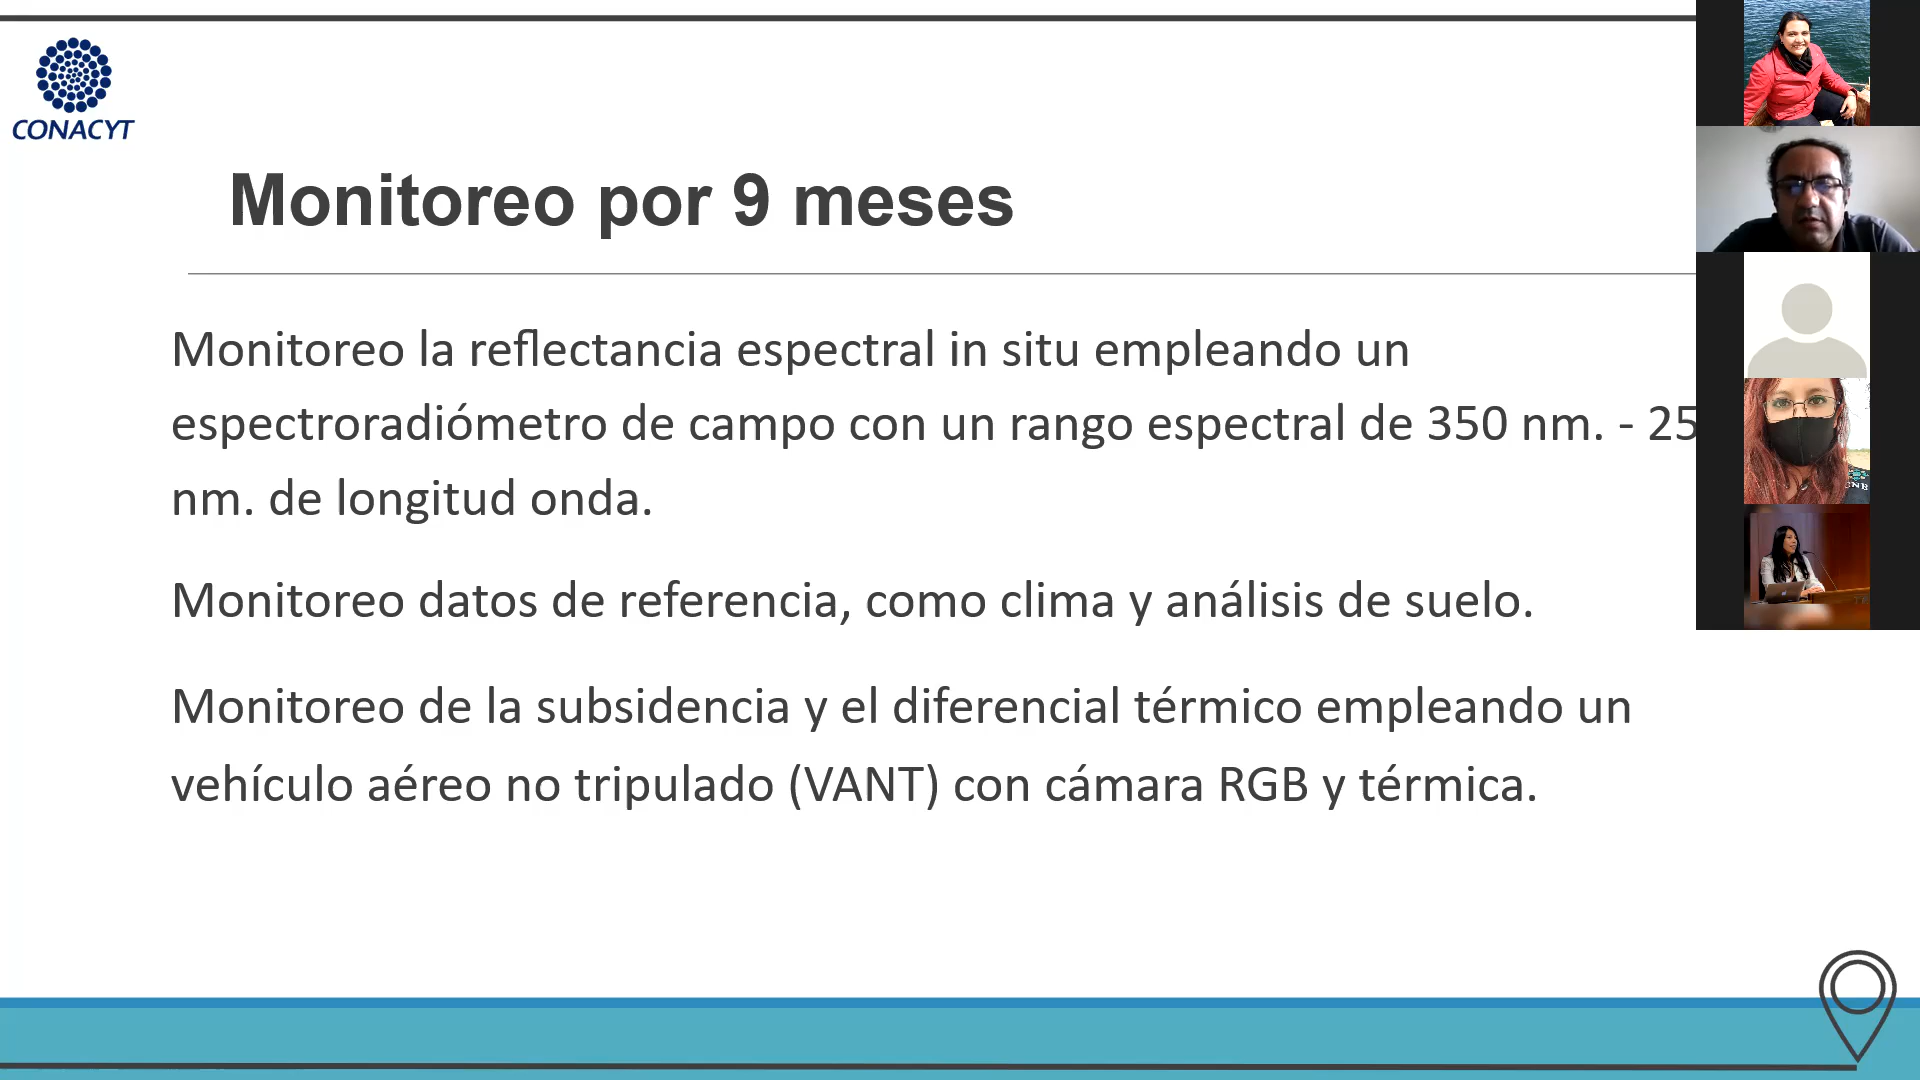 CONACYT
Monitoreo por 9 meses
Monitoreo la reflectancia espectral in situ empleando un
espectroradiómetro de campo con un rango espectral de 350 nm. - 25
nm. de longitud onda.
Monitoreo datos de referencia, como clima y análisis de suelo.
Monitoreo de la subsidencia y el diferencial térmico empleando un
vehículo aéreo no tripulado (VANT) con cámara RGB y térmica.